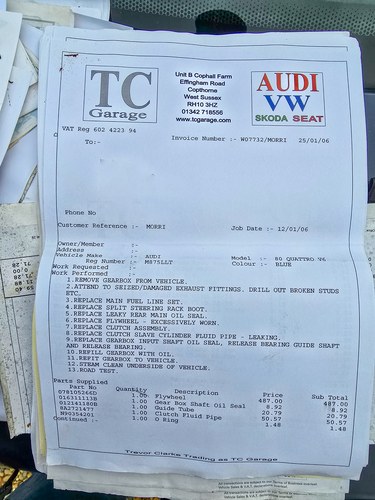 TC
Garage
Unit B Cophall Farm
Effingham Road
Copthorne
West Sussex
RH10 3HZ
01342 718556
www.tcgarage.com
AUDI
VW
SKODA SEAT
VAT Reg 602 4223 94
Invoice Number :- W07732/MORRI 25/01/06
To:-
Phnne No
Customer Reference :- MORRI Job Date :- 12/01/06
Owner/Member :-
Address :-
Vehicle Make :- AUDI Model :- 80 QUATTRO V6
Reg Number :- M875LLT Colour :- BLUE
Work Requested :-
Work Performed :-
1.REMOVE GEARBOX FROM VEHICLE.
2.ATTEND TO SEIZED/DAMAGED EXHAUST FITTINGS. DRILL OUT BROKEN STUDS
ETC.
3.REPLACE MAIN FUEL LINE SET.
4.REPLACE SPLIT STEERING RACK BOOT.
5.REPLACE LEAKY REAR MAIN OIL SEAL.
6.REPLACE FLYWHEEL - EXCESSIVELY WORN.
7.REPLACE CLUTCH ASSEMBLY.
8.REPLACE CLUTCH SLAVE CYLINDER FLUID PIPE - LEAKING.
9.REPLACE GEARBOX INPUT SHAFT OIL SEAL, RELEASE BEARING GUIDE SHAFT
AND RELEASE BEARING.
10.REFILL GEARBOX WITH OIL.
11.REFIT GEARBOX TO VEHICLE.
12.STEAM CLEAN UNDERSIDE OF VEHICLE.
13.ROAD TEST.
Parts Supplied
Part No Quantity Description Price Sub Total
078105266D 1.00 Flywheel 487.00 487.00
016311113B 1.00 Gear Box Shaft Oil Seal 8.92 8.92
012141180B 1.00 Guide Tube 20.79 20.79
8A2721477 1.00 Clutch Fluid Pipe 50.57 50.57
N90354201 1.00 O Ring 1.48 1.48
Continued :-
Trevor Clarke Trading as TC Garage